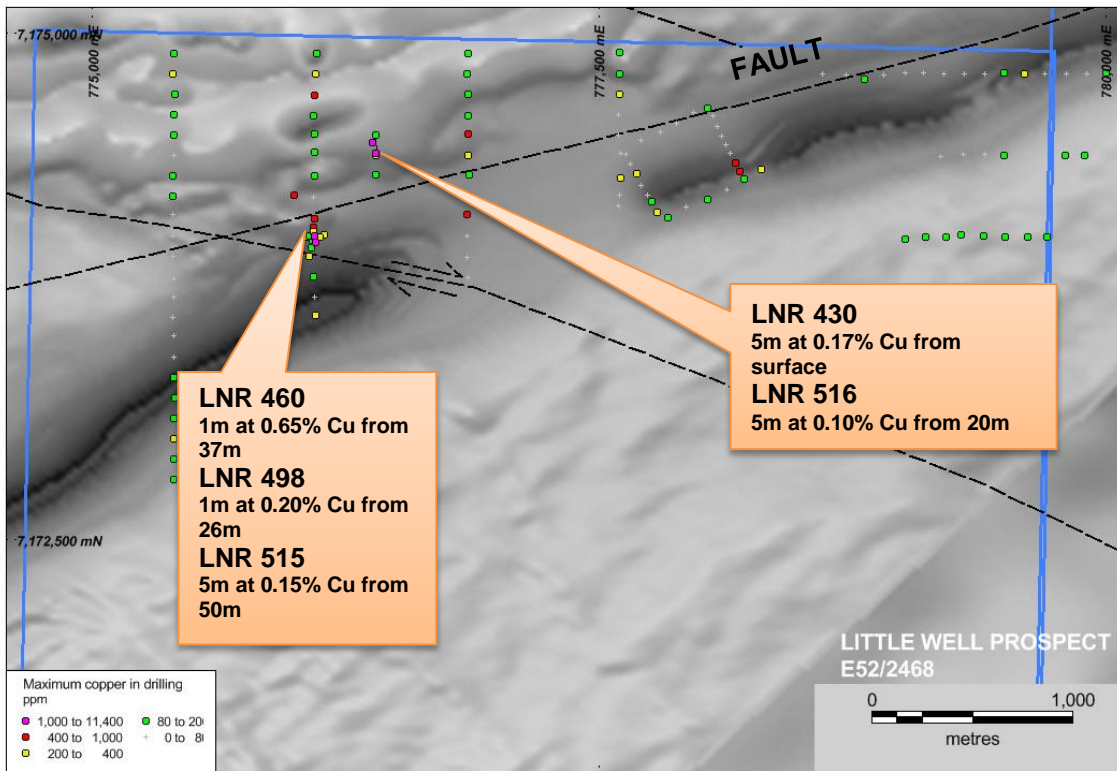 7,175,000 mN
775,000 mE
777,500 mE
FAULT
LNR 430
5m at 0.17% Cu from
surface
LNR 516
5m at 0.10% Cu from 20m
LNR 460
1m at 0.65% Cu from
37m
LNR 498
1m at 0.20% Cu from
26m
LNR 515
5m at 0.15% Cu from
50m
7,172,500 mN
LITTLE WELL PROSPECT
E52/2468
Maximum copper in drilling
ppm
1,000 to 11,400
400 to 1,000
200 to 400
80 to
0 to
0 1,000
metres